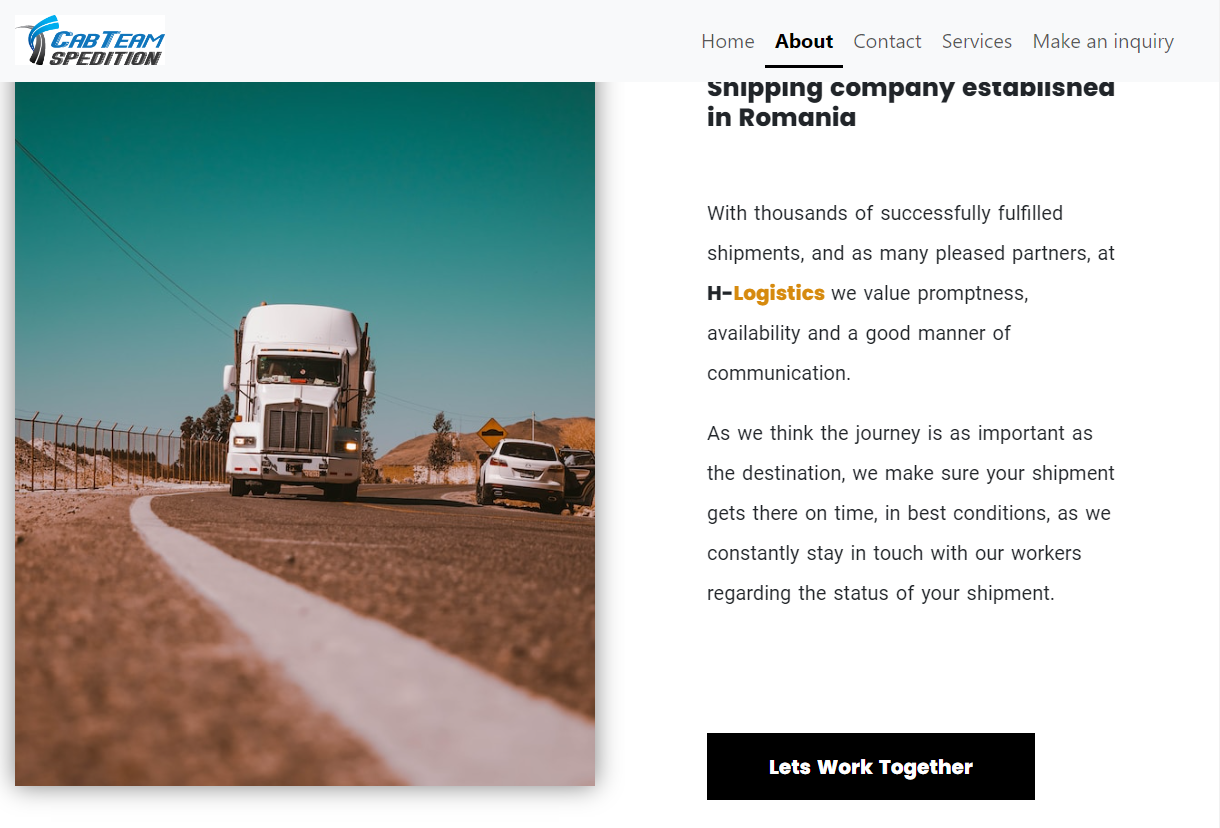 CAB TEAM
SPEDITION
Home About Contact Services Make an inquiry
Shipping company established
in Romania
With thousands of successfully fulfilled
shipments, and as many pleased partners, at
H-Logistics we value promptness,
availability and a good manner of
communication.
As we think the journey is as important as
the destination, we make sure your shipment
gets there on time, in best conditions, as we
constantly stay in touch with our workers
regarding the status of your shipment.
Lets Work Together